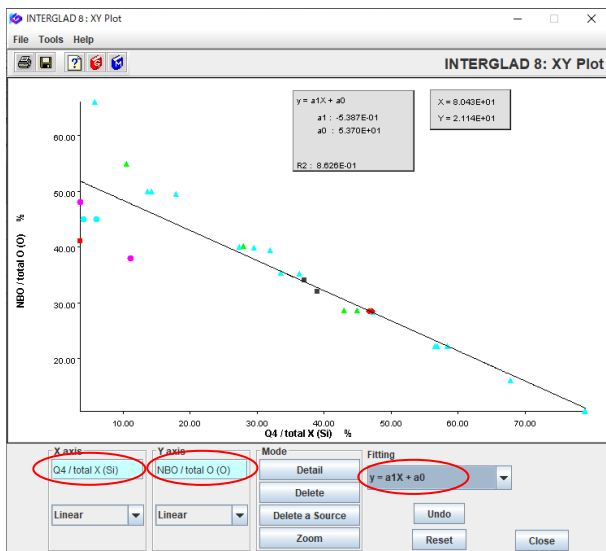 INTERGLAD 8 : XY Plot
File Tools Help
INTERGLAD 8: XY Plot
y = a1X + a0
a1 : -5.387E-01
a0 : 5.370E+01
R2 : 8.626E-01
X = 8.043E+01
Y = 2.114E+01
NBO / total O (O) %
60.00
50.00
40.00
30.00
20.00
10.00 20.00 30.00 40.00 50.00 60.00 70.00
Q4 / total X (Si) %
X axis
Q4 / total X (Si)
Linear
Y axis
NBO / total O (O)
Linear
Mode
Detail
Delete
Delete a Source
Zoom
Fitting
y = a1X + a0
Undo
Reset
Close